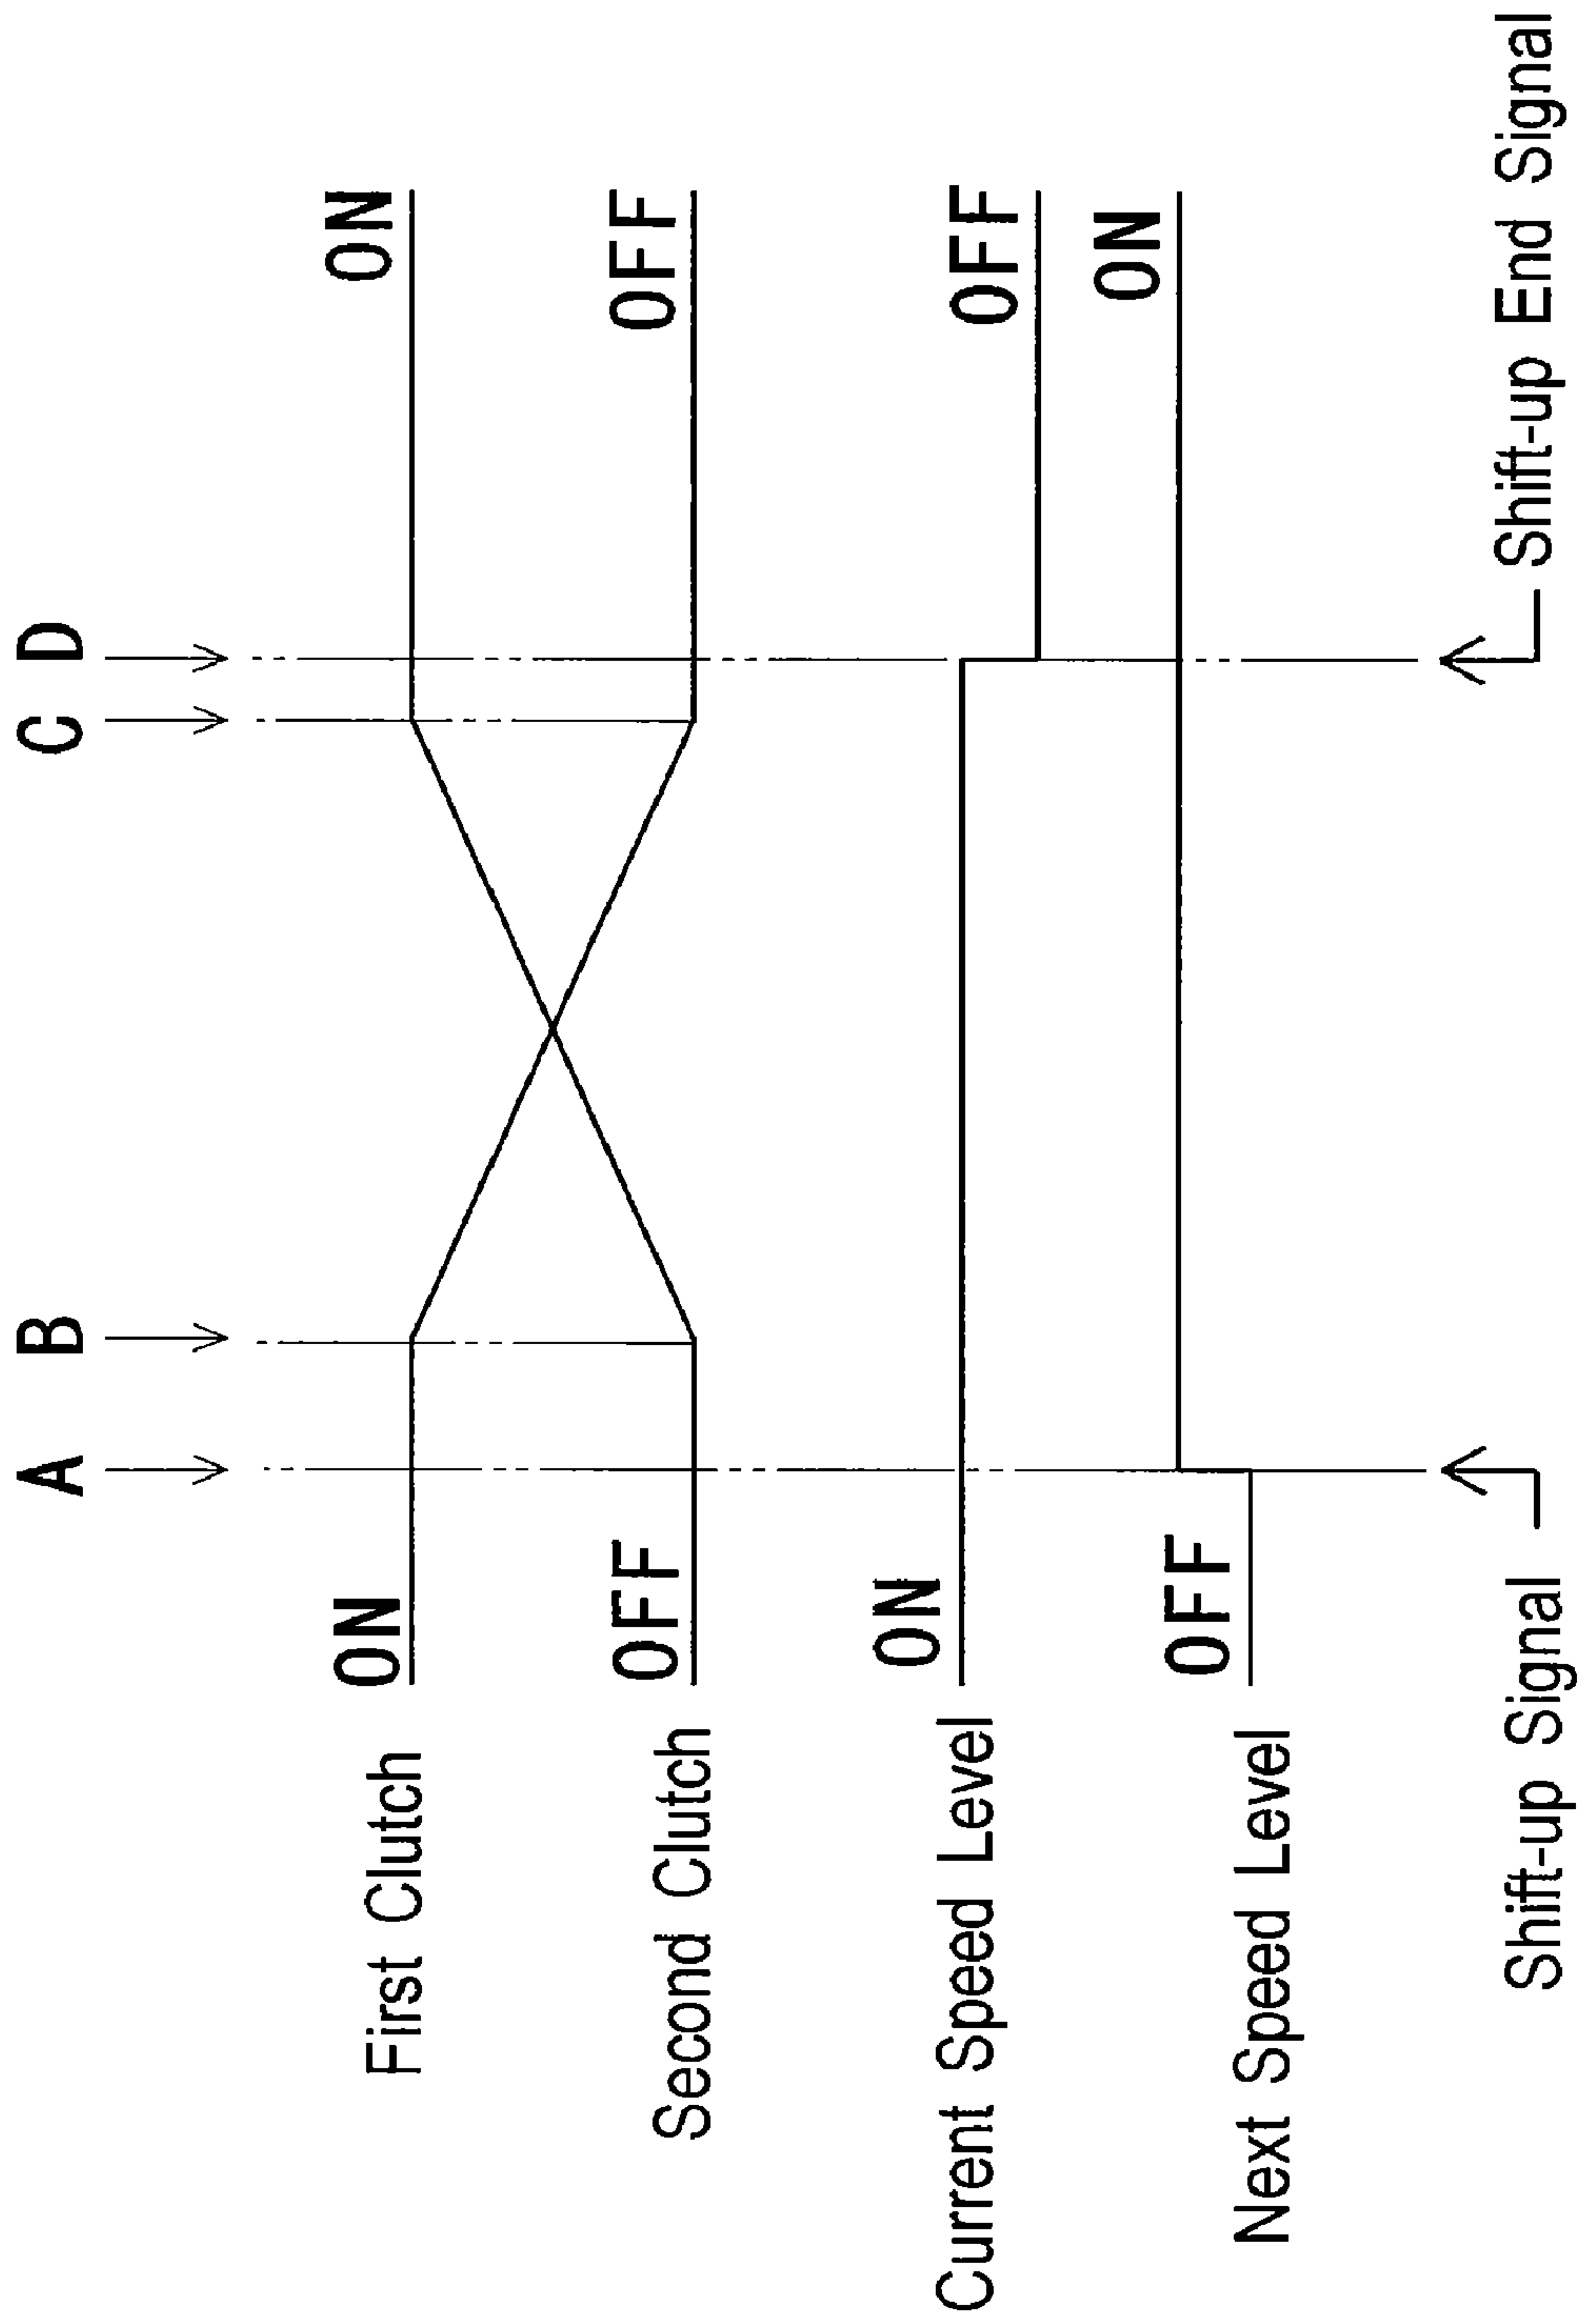 A B C D
First Clutch ON ON
Second Clutch OFF OFF
Current Speed Level ON OFF
Next Speed Level OFF ON
Shift-up Signal Shift-up End Signal